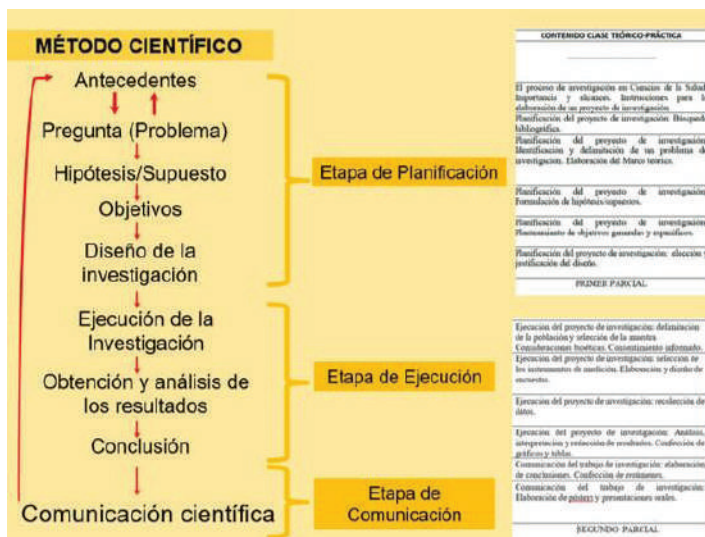 MÉTODO CIENTÍFICO
Antecedentes
Pregunta (Problema)
Hipótesis/Supuesto
Objetivos
Diseño de la
investigación
Ejecución de la
Investigación
Obtención y análisis de
los resultados
Conclusión
Comunicación científica
Etapa de Planificación
Etapa de Ejecución
Etapa de
Comunicación
CONTENIDO CLASE TEÓRICO-PRÁCTICA
El proceso de investigación en Ciencias de la Salud
Importancia y alcances. Instrucciones para l
elaboración de un proyecto de investigación.
Planificación del proyecto de investigación. Búsqueda
bibliográfica.
Planificación del proyecto de investigación
Identificación y delimitación de un problema de
investigación. Elaboración del Marco teórico.
Planificación del proyecto de investigación
Formulación de hipótesis/supuestos.
Planificación del proyecto de investigación
Planteamiento de objetivos generales y específicos.
Planificación del proyecto de investigación: elección y
justificación del diseño.
PRIMER PARCIAL
Ejecución del proyecto de investigación: delimitación
de la población y selección de la muestra
Consideraciones bioéticas. Consentimiento informado.
Ejecución del proyecto de investigación: selección de
los instrumentos de medición. Elaboración y diseño de
encuestas.
Ejecución del proyecto de investigación: recolección de
datos.
Ejecución del proyecto de investigación: Análisis,
interpretación y redacción de resultados. Confección de
gráficos y tablas.
Comunicación del trabajo de investigación: elaboración
de conclusiones. Confección de resúmenes.
Comunicación del trabajo de investigación:
Elaboración de pósters y presentaciones orales.
SEGUNDO PARCIAL